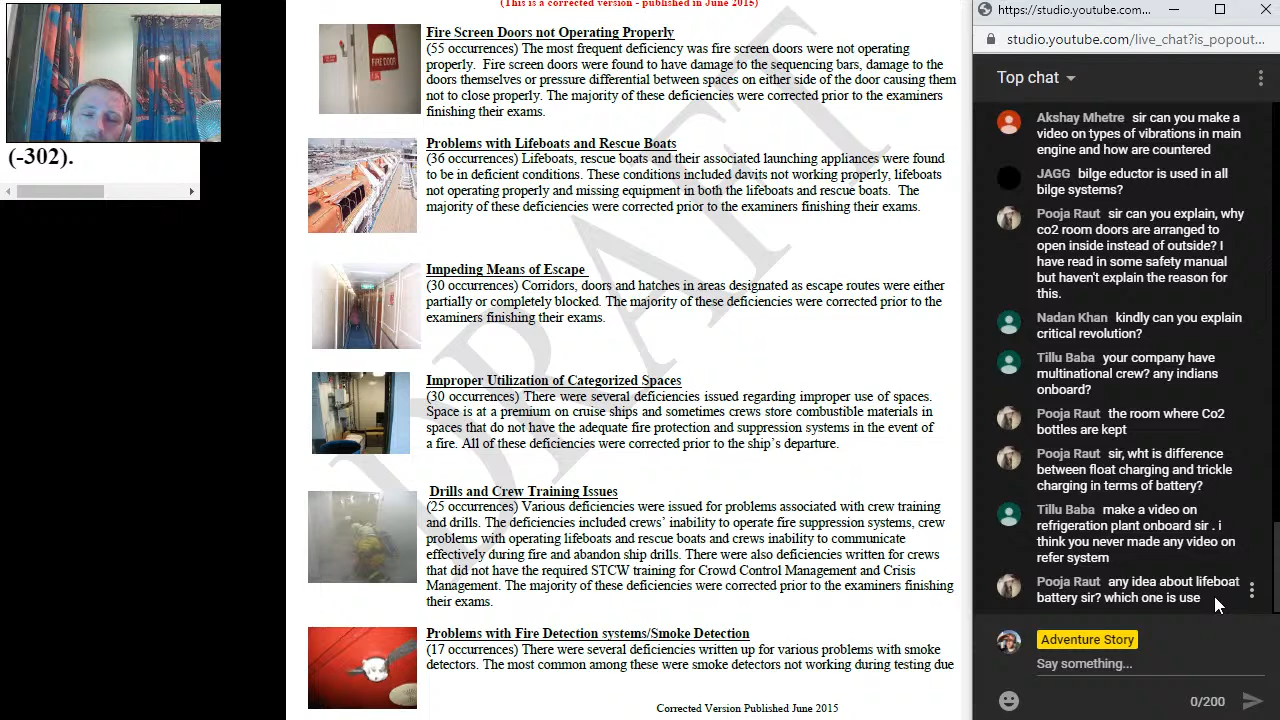 (This is a corrected version - published in June 2015)
Fire Screen Doors not Operating Properly
(55 occurrences) The most frequent deficiency was fire screen doors were not operating
properly. Fire screen doors were found to have damage to the sequencing bars, damage to the
doors themselves or pressure differential between spaces on either side of the door causing them
not to close properly. The majority of these deficiencies were corrected prior to the examiners
finishing their exams.
FIRE DOOR
Problems with Lifeboats and Rescue Boats
(36 occurrences) Lifeboats, rescue boats and their associated launching appliances were found
to be in deficient conditions. These conditions included davits not working properly, lifeboats
not operating properly and missing equipment in both the lifeboats and rescue boats. The
majority of these deficiencies were corrected prior to the examiners finishing their exams.
(-302).
Impeding Means of Escape
(30 occurrences) Corridors, doors and hatches in areas designated as escape routes were either
partially or completely blocked. The majority of these deficiencies were corrected prior to the
examiners finishing their exams.
Improper Utilization of Categorized Spaces
(30 occurrences) There were several deficiencies issued regarding improper use of spaces.
Space is at a premium on cruise ships and sometimes crews store combustible materials in
spaces that do not have the adequate fire protection and suppression systems in the event of
a fire. All of these deficiencies were corrected prior to the ship's departure.
Drills and Crew Training Issues
(25 occurrences) Various deficiencies were issued for problems associated with crew training
and drills. The deficiencies included crews' inability to operate fire suppression systems, crew
problems with operating lifeboats and rescue boats and crews inability to communicate
effectively during fire and abandon ship drills. There were also deficiencies written for crews
that did not have the required STCW training for Crowd Control Management and Crisis
Management. The majority of these deficiencies were corrected prior to the examiners finishing
their exams.
Problems with Fire Detection systems/Smoke Detection
(17 occurrences) There were several deficiencies written up for various problems with smoke
detectors. The most common among these were smoke detectors not working during testing due
Corrected Version Published June 2015
DRAFT
https://studio.youtube.com...
studio.youtube.com/live_chat?is_popout...
Top chat
Akshay Mhetre sir can you make a
video on types of vibrations in main
engine and how are countered
JAGG bilge eductor is used in all
bilge systems?
Pooja Raut sir can you explain, why
co2 room doors are arranged to
open inside instead of outside? I
have read in some safety manual
but haven't explain the reason for
this.
Nadan Khan kindly can you explain
critical revolution?
Tillu Baba your company have
multinational crew? any indians
onboard?
Pooja Raut the room where Co2
bottles are kept
Pooja Raut sir, wht is difference
between float charging and trickle
charging in terms of battery?
Tillu Baba make a video on
refrigeration plant onboard sir . i
think you never made any video on
refer system
Pooja Raut any idea about lifeboat
battery sir? which one is use
Adventure Story
Say something...
0/200